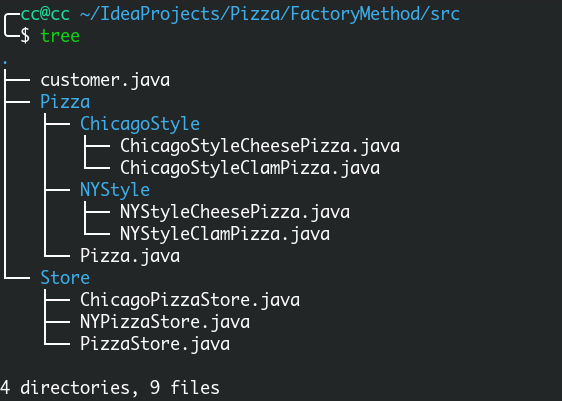 cc@cc ~/IdeaProjects/Pizza/FactoryMethod/src
$ tree
.
├── customer.java
├── Pizza
│   ├── ChicagoStyle
│   │   ├── ChicagoStyleCheesePizza.java
│   │   └── ChicagoStyleClamPizza.java
│   ├── NYStyle
│   │   ├── NYStyleCheesePizza.java
│   │   └── NYStyleClamPizza.java
│   └── Pizza.java
└── Store
    ├── ChicagoPizzaStore.java
    ├── NYPizzaStore.java
    └── PizzaStore.java
4 directories, 9 files